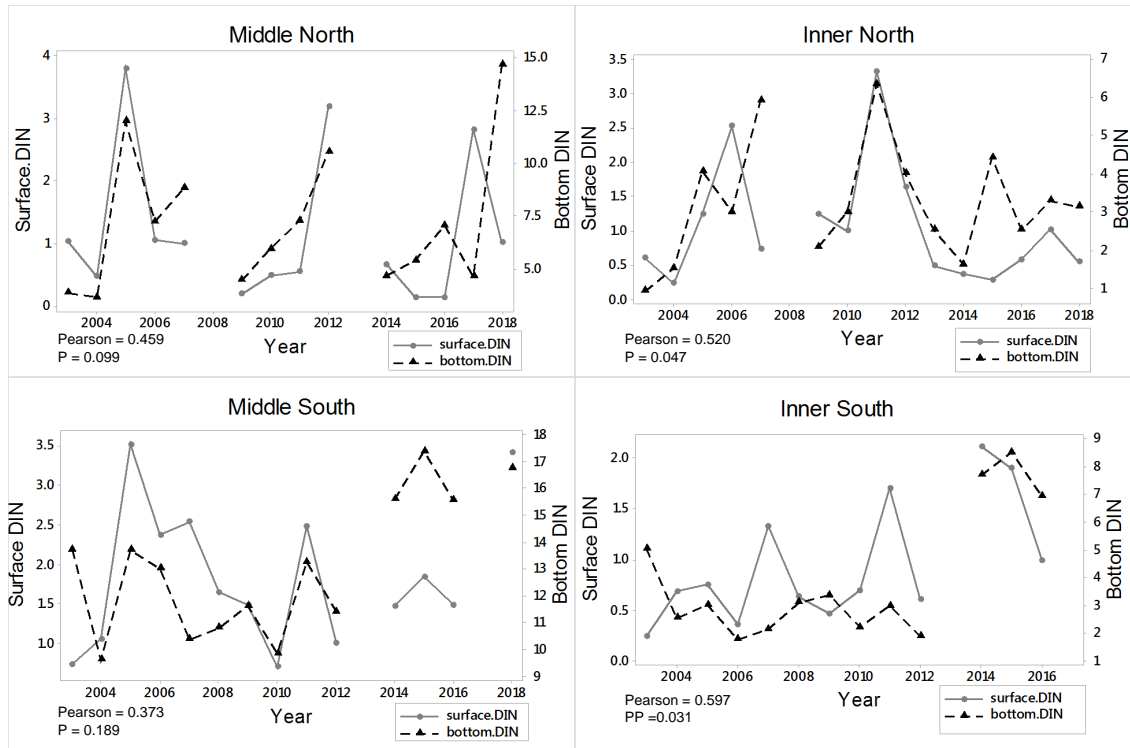 Middle North
Surface.DIN
4
3
2
1
0
15.0
12.5
10.0
7.5
5.0
Bottom DIN
2004 2006 2008 2010 2012 2014 2016 2018
Year
Pearson = 0.459
P = 0.099
surface.DIN
bottom.DIN
Inner North
Surface DIN
3.5
3.0
2.5
2.0
1.5
1.0
0.5
0.0
7
6
5
4
3
2
1
Bottom DIN
2004 2006 2008 2010 2012 2014 2016 2018
Year
Pearson = 0.520
P = 0.047
surface.DIN
bottom.DIN
Middle South
Surface DIN
3.5
3.0
2.5
2.0
1.5
1.0
18
17
16
15
14
13
12
11
10
9
Bottom DIN
2004 2006 2008 2010 2012 2014 2016 2018
Year
Pearson = 0.373
P = 0.189
surface.DIN
bottom.DIN
Inner South
Surface DIN
2.0
1.5
1.0
0.5
0.0
9
8
7
6
5
4
3
2
1
Bottom DIN
2004 2006 2008 2010 2012 2014 2016 2018
Year
Pearson = 0.597
PP =0.031
surface.DIN
bottom.DIN